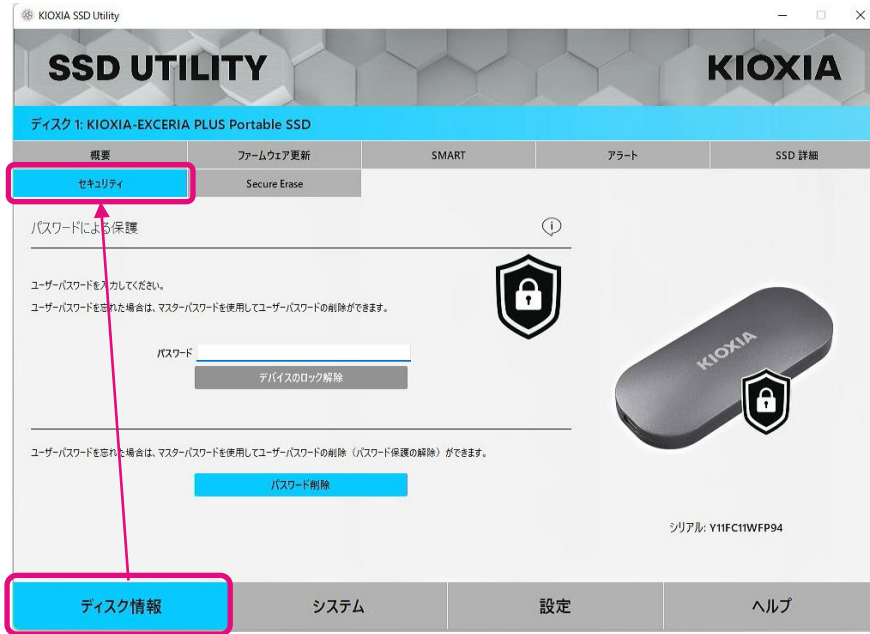 KIOXIA SSD Utility
SSD UTILITY
KIOXIA
ディスク 1: KIOXIA-EXCERIA PLUS Portable SSD
概要
ファームウェア更新
SMART
アラート
SSD 詳細
セキュリティ
Secure Erase
パスワードによる保護
ユーザーパスワードを入力してください。
ユーザーパスワードを忘れた場合は、マスターパスワードを使用してユーザーパスワードの削除ができます。
パスワード
デバイスのロック解除
KIOXIA
ユーザーパスワードを忘れた場合は、マスターパスワードを使用してユーザーパスワードの削除（パスワード保護の解除）ができます。
パスワード削除
シリアル: Y11FC11WFP94
ディスク情報
システム
設定
ヘルプ